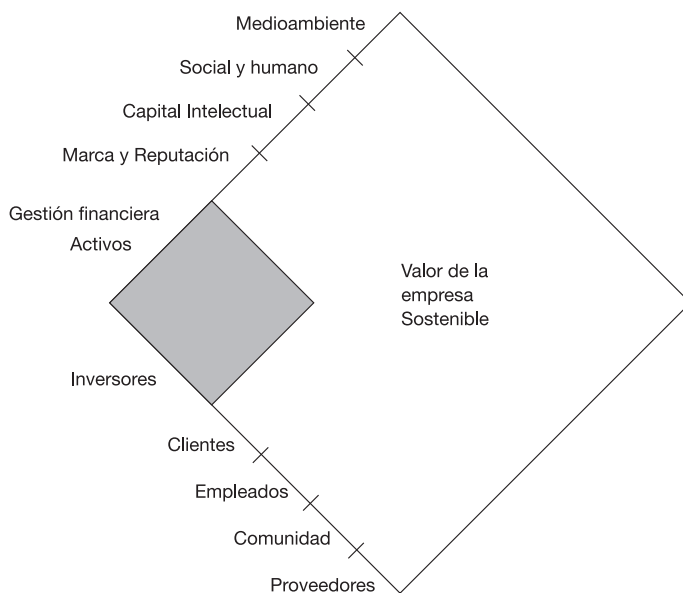 Medioambiente
Social y humano
Capital Intelectual
Marca y Reputación
Gestión financiera
Activos
Valor de la
empresa
Sostenible
Inversores
Clientes
Empleados
Comunidad
Proveedores